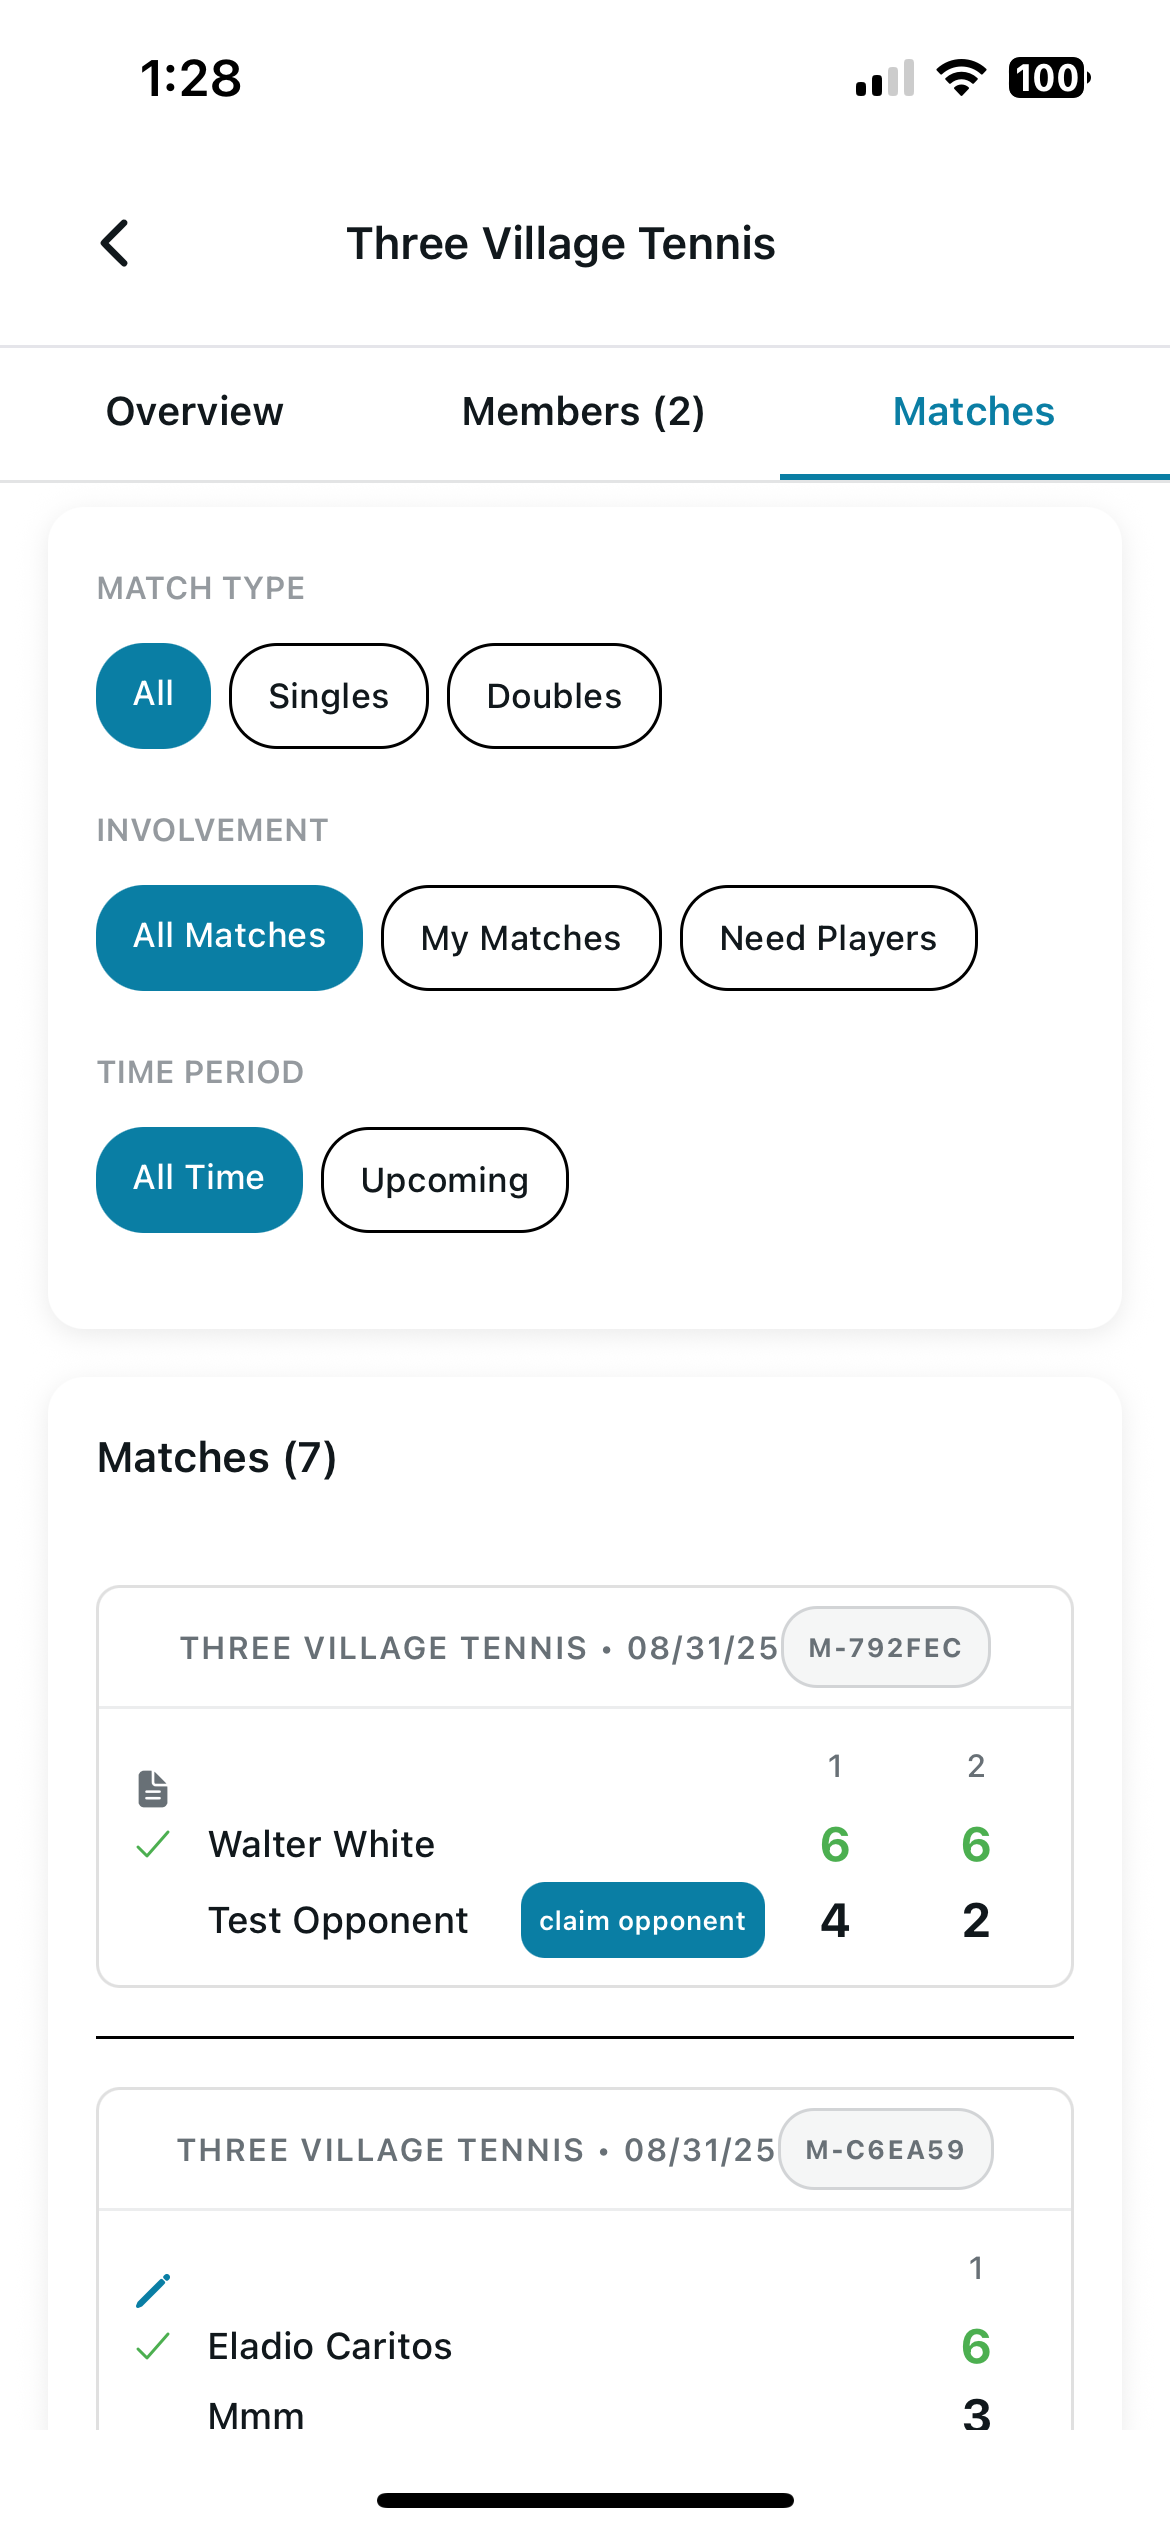 1:28
100
Three Village Tennis
Overview
Members (2)
Matches
MATCH TYPE
All
Singles
Doubles
INVOLVEMENT
All Matches
My Matches
Need Players
TIME PERIOD
All Time
Upcoming
Matches (7)
THREE VILLAGE TENNIS • 08/31/25 M-792FEC
1 2
Walter White 6 6
Test Opponent claim opponent 4 2
THREE VILLAGE TENNIS • 08/31/25 M-C6EA59
1
Eladio Caritos 6
Mmm 3